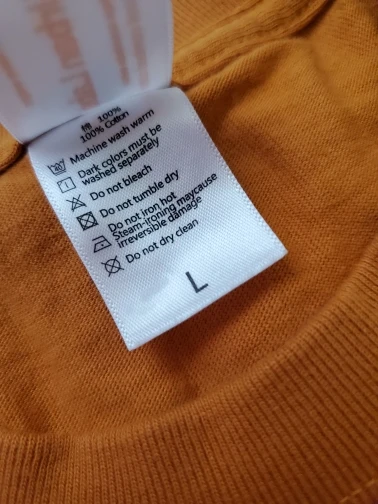 棉 100%
100% Cotton
Machine wash warm
Dark colors must be
washed separately
Do not bleach
Do not tumble dry
Do not iron hot
Steam-ironing maycause
irreversible damage
Do not dry clean
L